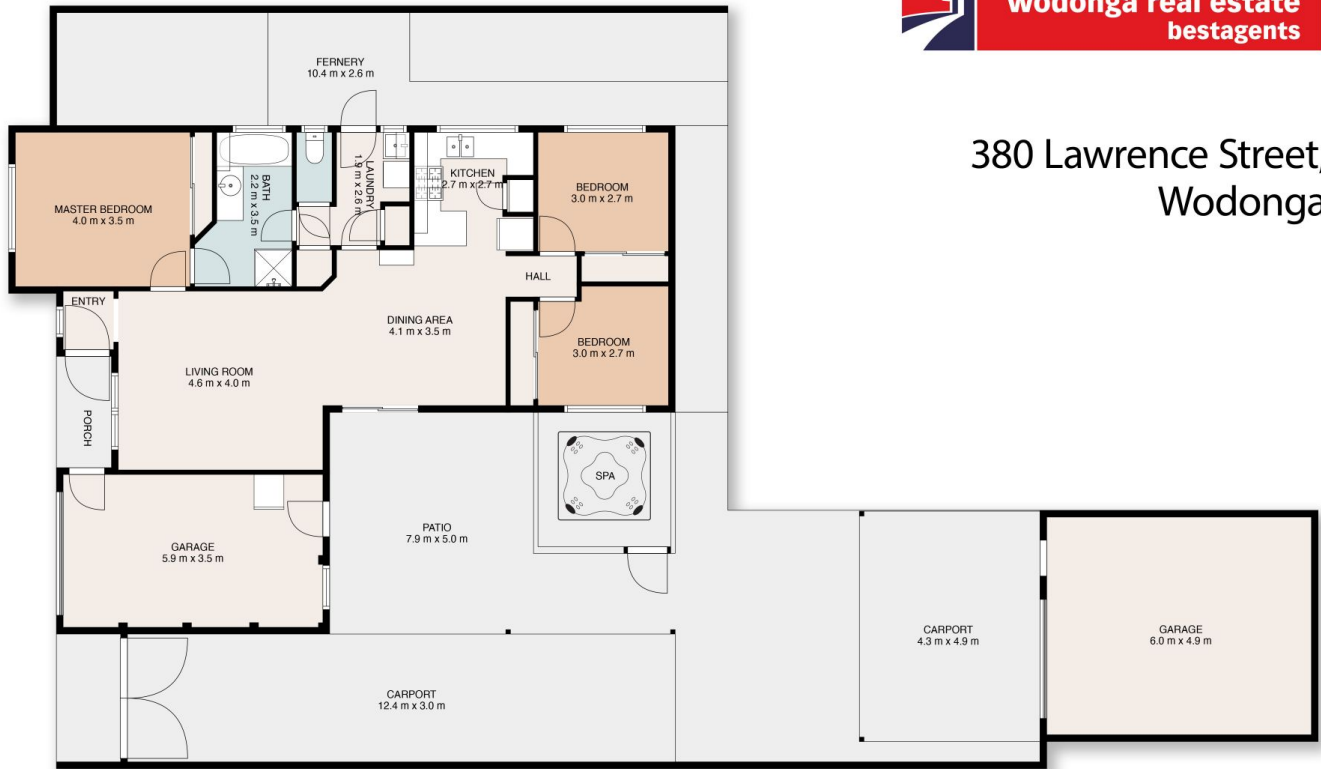 wodonga real estate
bestagents
380 Lawrence Street,
Wodonga
FERNERY
10.4 m x 2.6 m
MASTER BEDROOM
4.0 m x 3.5 m
BATH
2.2 m x 3.5 m
LAUNDRY
1.9 m x 2.6 m
KITCHEN
2.7 m x 2.7 m
BEDROOM
3.0 m x 2.7 m
HALL
ENTRY
DINING AREA
4.1 m x 3.5 m
BEDROOM
3.0 m x 2.7 m
LIVING ROOM
4.6 m x 4.0 m
PORCH
SPA
PATIO
7.9 m x 5.0 m
GARAGE
5.9 m x 3.5 m
CARPORT
4.3 m x 4.9 m
GARAGE
6.0 m x 4.9 m
CARPORT
12.4 m x 3.0 m